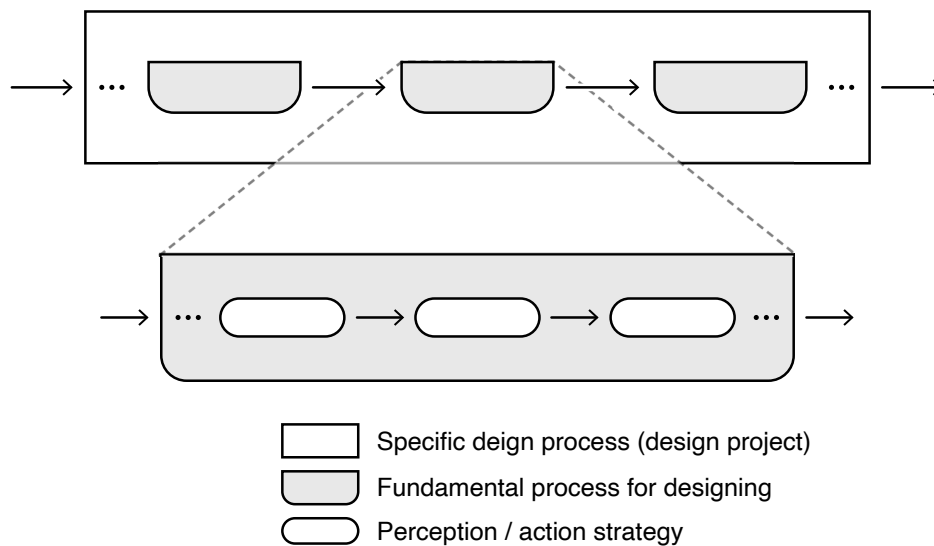 ...
...
...
...
Specific deign process (design project)
Fundamental process for designing
Perception / action strategy